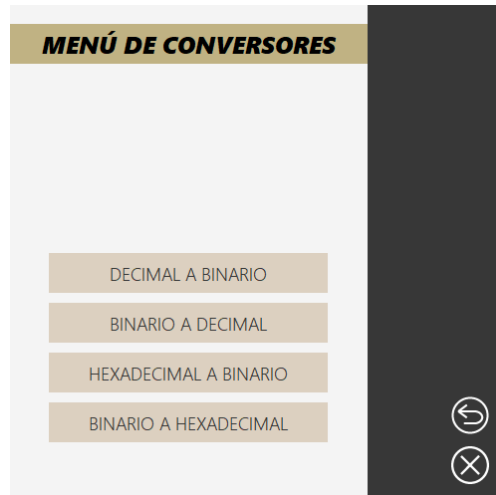 MENÚ DE CONVERSORES
DECIMAL A BINARIO
BINARIO A DECIMAL
HEXADECIMAL A BINARIO
BINARIO A HEXADECIMAL